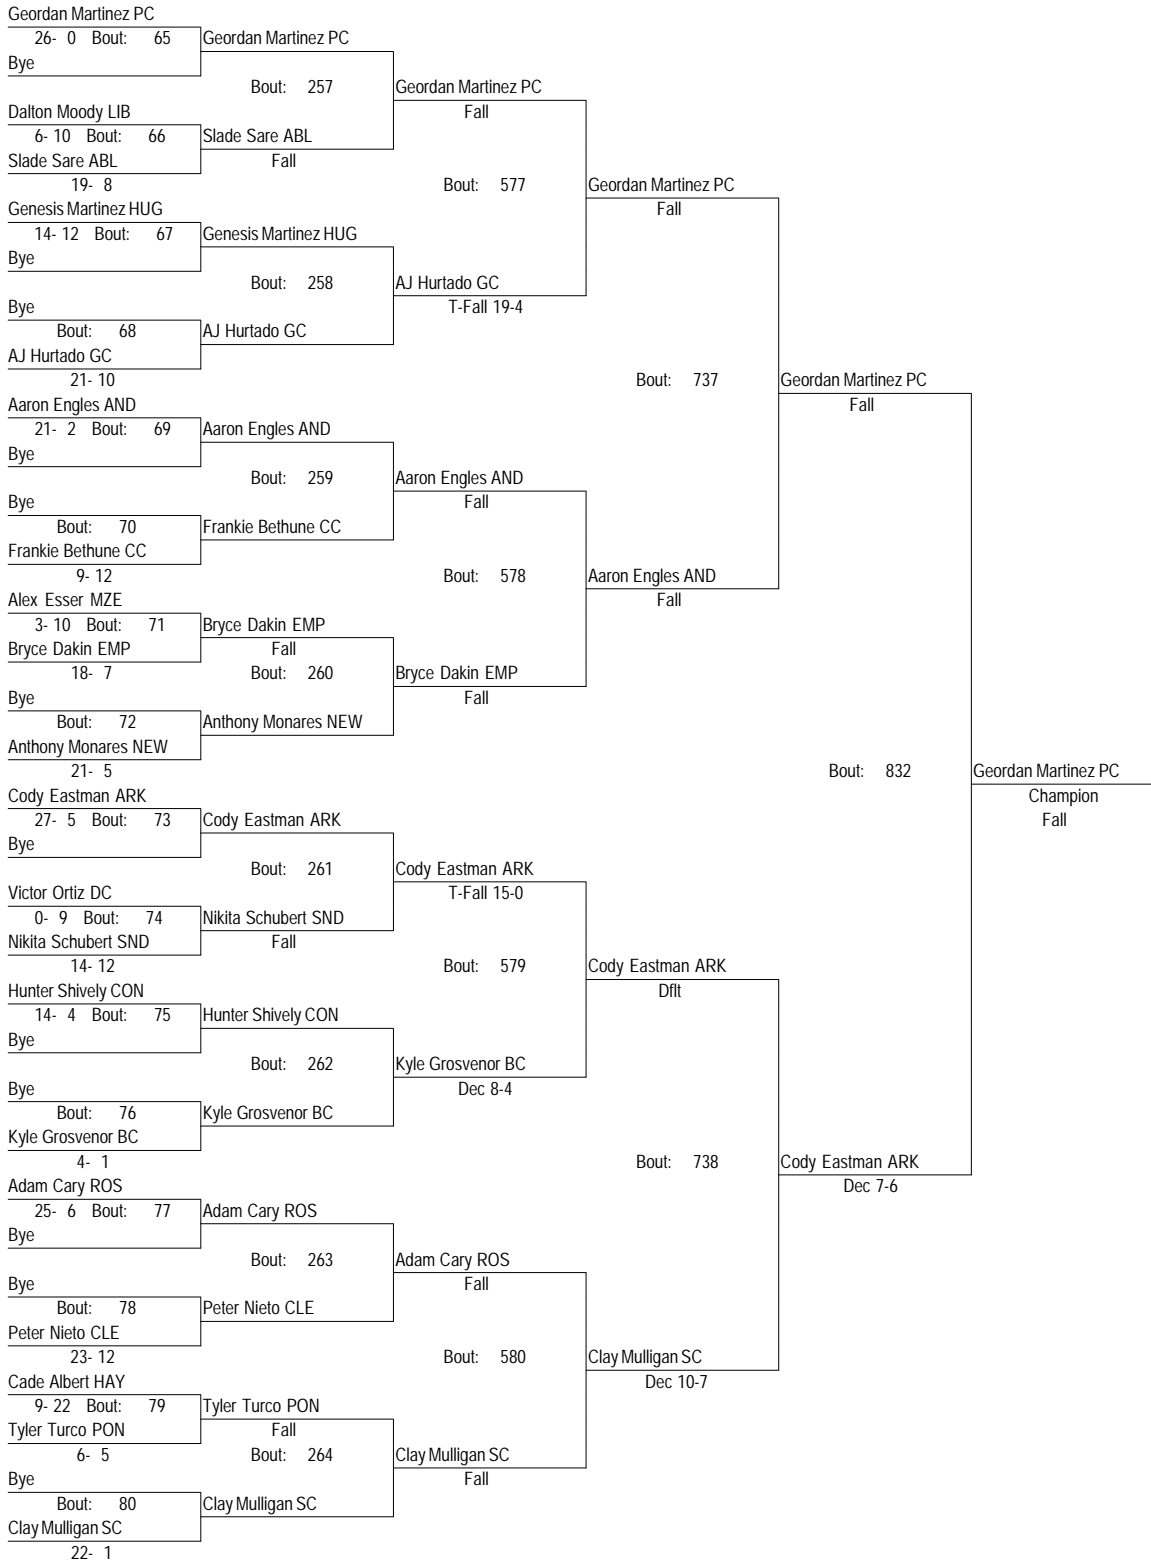 Geordan Martinez PC
26- 0 Bout: 65
Geordan Martinez PC
Bye
Bout: 257
Geordan Martinez PC
Fall
Dalton Moody LIB
6- 10 Bout: 66
Slade Sare ABL
Slade Sare ABL
Fall
19- 8
Bout: 577
Geordan Martinez PC
Fall
Genesis Martinez HUG
14- 12 Bout: 67
Genesis Martinez HUG
Bye
Bout: 258
AJ Hurtado GC
T-Fall 19-4
Bye
Bout: 68
AJ Hurtado GC
AJ Hurtado GC
21- 10
Bout: 737
Geordan Martinez PC
Fall
Aaron Engles AND
21- 2 Bout: 69
Aaron Engles AND
Bye
Bout: 259
Aaron Engles AND
Fall
Bye
Bout: 70
Frankie Bethune CC
Frankie Bethune CC
9- 12
Bout: 578
Aaron Engles AND
Fall
Alex Esser MZE
3- 10 Bout: 71
Bryce Dakin EMP
Bryce Dakin EMP
Fall
18- 7
Bout: 260
Bryce Dakin EMP
Fall
Bye
Bout: 72
Anthony Monares NEW
Anthony Monares NEW
21- 5
Bout: 832
Geordan Martinez PC
Champion
Fall
Cody Eastman ARK
27- 5 Bout: 73
Cody Eastman ARK
Bye
Bout: 261
Cody Eastman ARK
T-Fall 15-0
Victor Ortiz DC
0- 9 Bout: 74
Nikita Schubert SND
Nikita Schubert SND
Fall
14- 12
Bout: 579
Cody Eastman ARK
Dflt
Hunter Shively CON
14- 4 Bout: 75
Hunter Shively CON
Bye
Bout: 262
Kyle Grosvenor BC
Dec 8-4
Bye
Bout: 76
Kyle Grosvenor BC
Kyle Grosvenor BC
4- 1
Bout: 738
Cody Eastman ARK
Dec 7-6
Adam Cary ROS
25- 6 Bout: 77
Adam Cary ROS
Bye
Bout: 263
Adam Cary ROS
Fall
Bye
Bout: 78
Peter Nieto CLE
Peter Nieto CLE
23- 12
Bout: 580
Clay Mulligan SC
Dec 10-7
Cade Albert HAY
9- 22 Bout: 79
Tyler Turco PON
Tyler Turco PON
Fall
6- 5
Bout: 264
Clay Mulligan SC
Fall
Bye
Bout: 80
Clay Mulligan SC
Clay Mulligan SC
22- 1